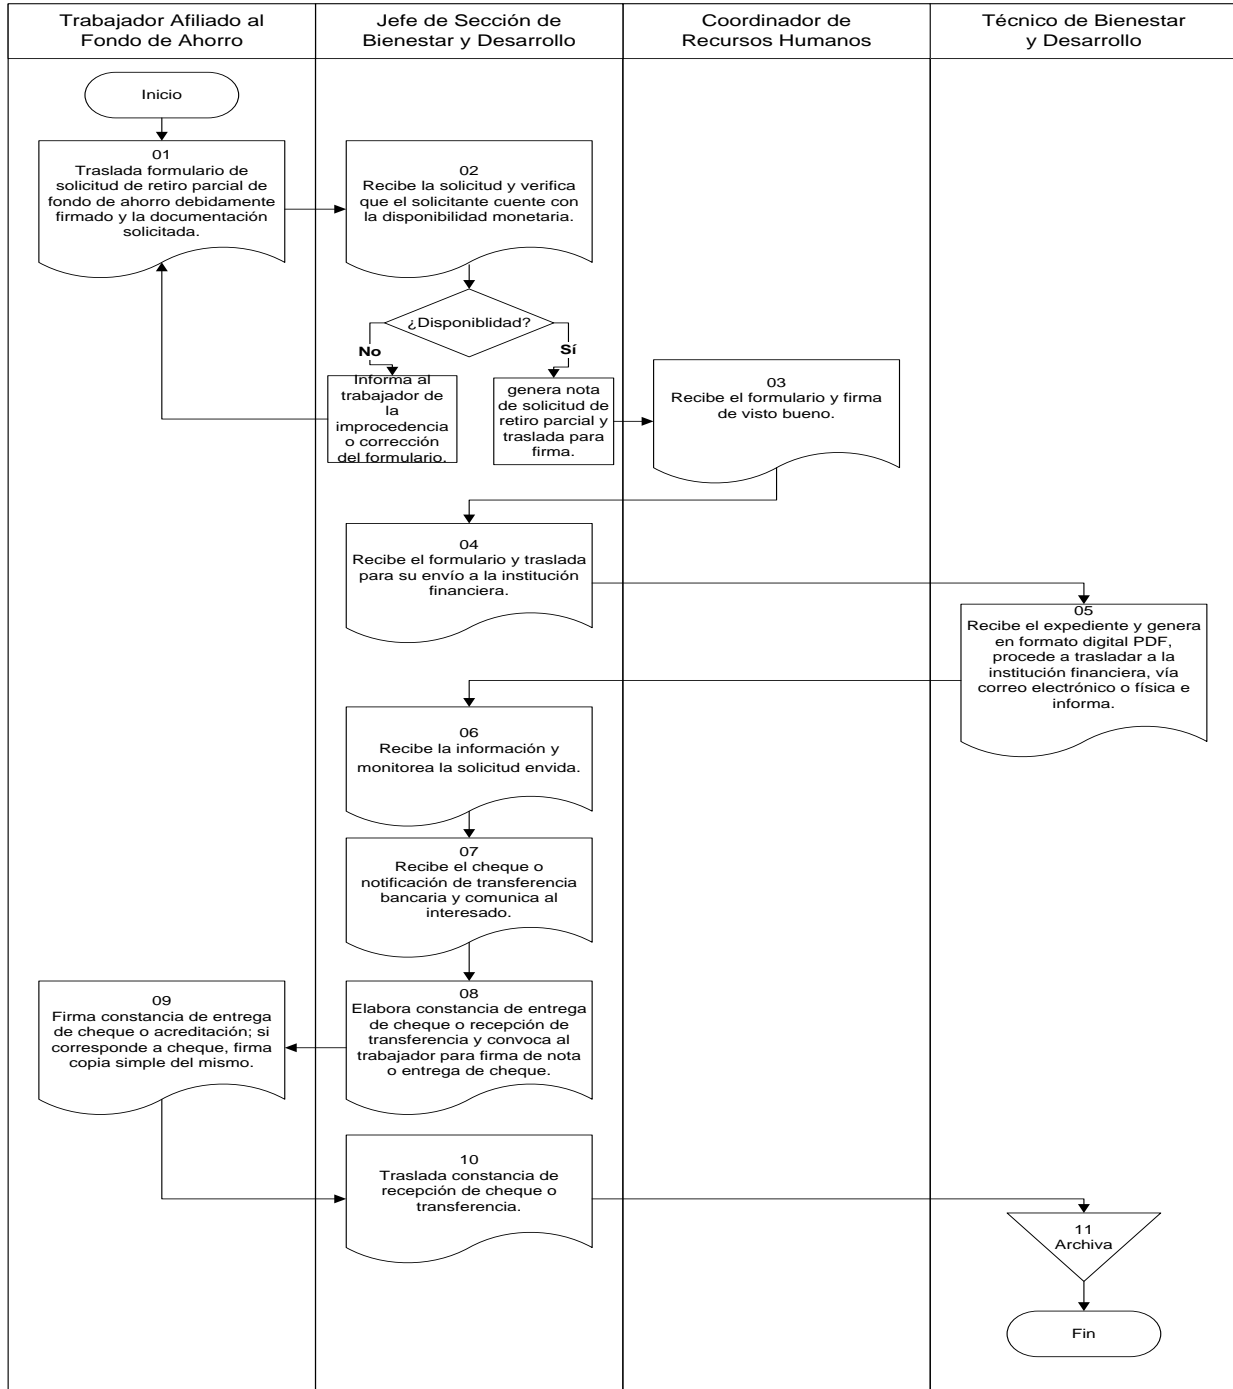 Trabajador Afiliado al
Fondo de Ahorro
Jefe de Sección de
Bienestar y Desarrollo
Coordinador de
Recursos Humanos
Técnico de Bienestar
y Desarrollo
Inicio
01
Traslada formulario de
solicitud de retiro parcial de
fondo de ahorro debidamente
firmado y la documentación
solicitada.
02
Recibe la solicitud y verifica
que el solicitante cuente con
la disponibilidad monetaria.
¿Disponiblidad?
No
Sí
Informa al
trabajador de
la
improcedencia
o corrección
del formulario.
genera nota
de solicitud de
retiro parcial y
traslada para
firma.
03
Recibe el formulario y firma
de visto bueno.
04
Recibe el formulario y traslada
para su envío a la institución
financiera.
05
Recibe el expediente y genera
en formato digital PDF,
procede a trasladar a la
institución financiera, vía
correo electrónico o física e
informa.
06
Recibe la información y
monitorea la solicitud envida.
07
Recibe el cheque o
notificación de transferencia
bancaria y comunica al
interesado.
08
Elabora constancia de entrega
de cheque o recepción de
transferencia y convoca al
trabajador para firma de nota
o entrega de cheque.
09
Firma constancia de entrega
de cheque o acreditación; si
corresponde a cheque, firma
copia simple del mismo.
10
Traslada constancia de
recepción de cheque o
transferencia.
11
Archiva
Fin